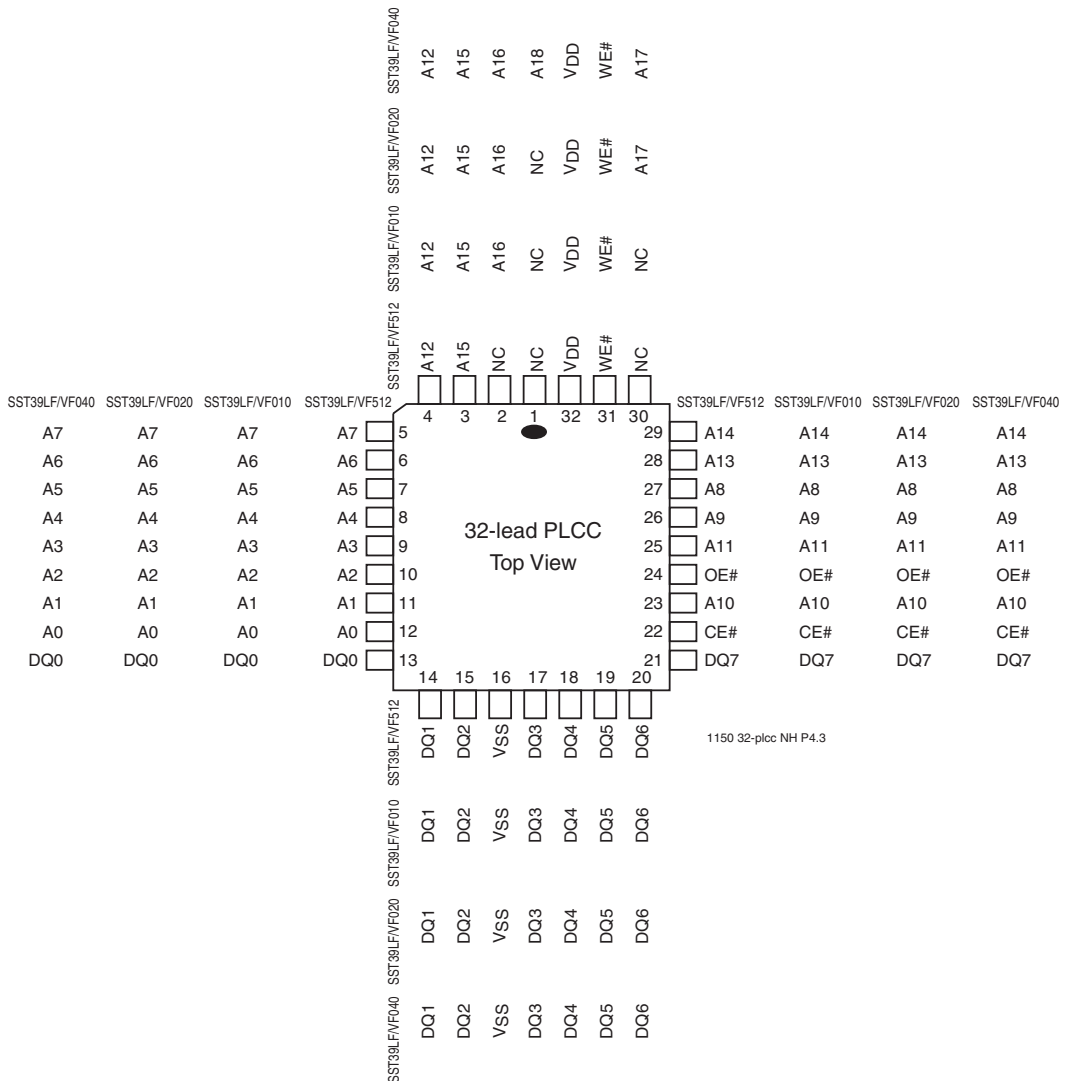 SST39LF/VF040 A12 A15 A16 A18 VDD WE# A17
SST39LF/VF020 A12 A15 A16 NC VDD WE# A17
SST39LF/VF010 A12 A15 A16 NC VDD WE# NC
SST39LF/VF512 A12 A15 NC NC VDD WE# NC
SST39LF/VF040 SST39LF/VF020 SST39LF/VF010 SST39LF/VF512 SST39LF/VF512 SST39LF/VF010 SST39LF/VF020 SST39LF/VF040
4 3 2 1 32 31 30
A7 A7 A7 A7 5 29 A14 A14 A14 A14
A6 A6 A6 A6 6 28 A13 A13 A13 A13
A5 A5 A5 A5 7 27 A8 A8 A8 A8
A4 A4 A4 A4 8 26 A9 A9 A9 A9
32-lead PLCC
A3 A3 A3 A3 9 25 A11 A11 A11 A11
Top View
A2 A2 A2 A2 10 24 OE# OE# OE# OE#
A1 A1 A1 A1 11 23 A10 A10 A10 A10
A0 A0 A0 A0 12 22 CE# CE# CE# CE#
DQ0 DQ0 DQ0 DQ0 13 21 DQ7 DQ7 DQ7 DQ7
14 15 16 17 18 19 20
SST39LF/VF512 DQ1 DQ2 VSS DQ3 DQ4 DQ5 DQ6
1150 32-plcc NH P4.3
SST39LF/VF010 DQ1 DQ2 VSS DQ3 DQ4 DQ5 DQ6
SST39LF/VF020 DQ1 DQ2 VSS DQ3 DQ4 DQ5 DQ6
SST39LF/VF040 DQ1 DQ2 VSS DQ3 DQ4 DQ5 DQ6